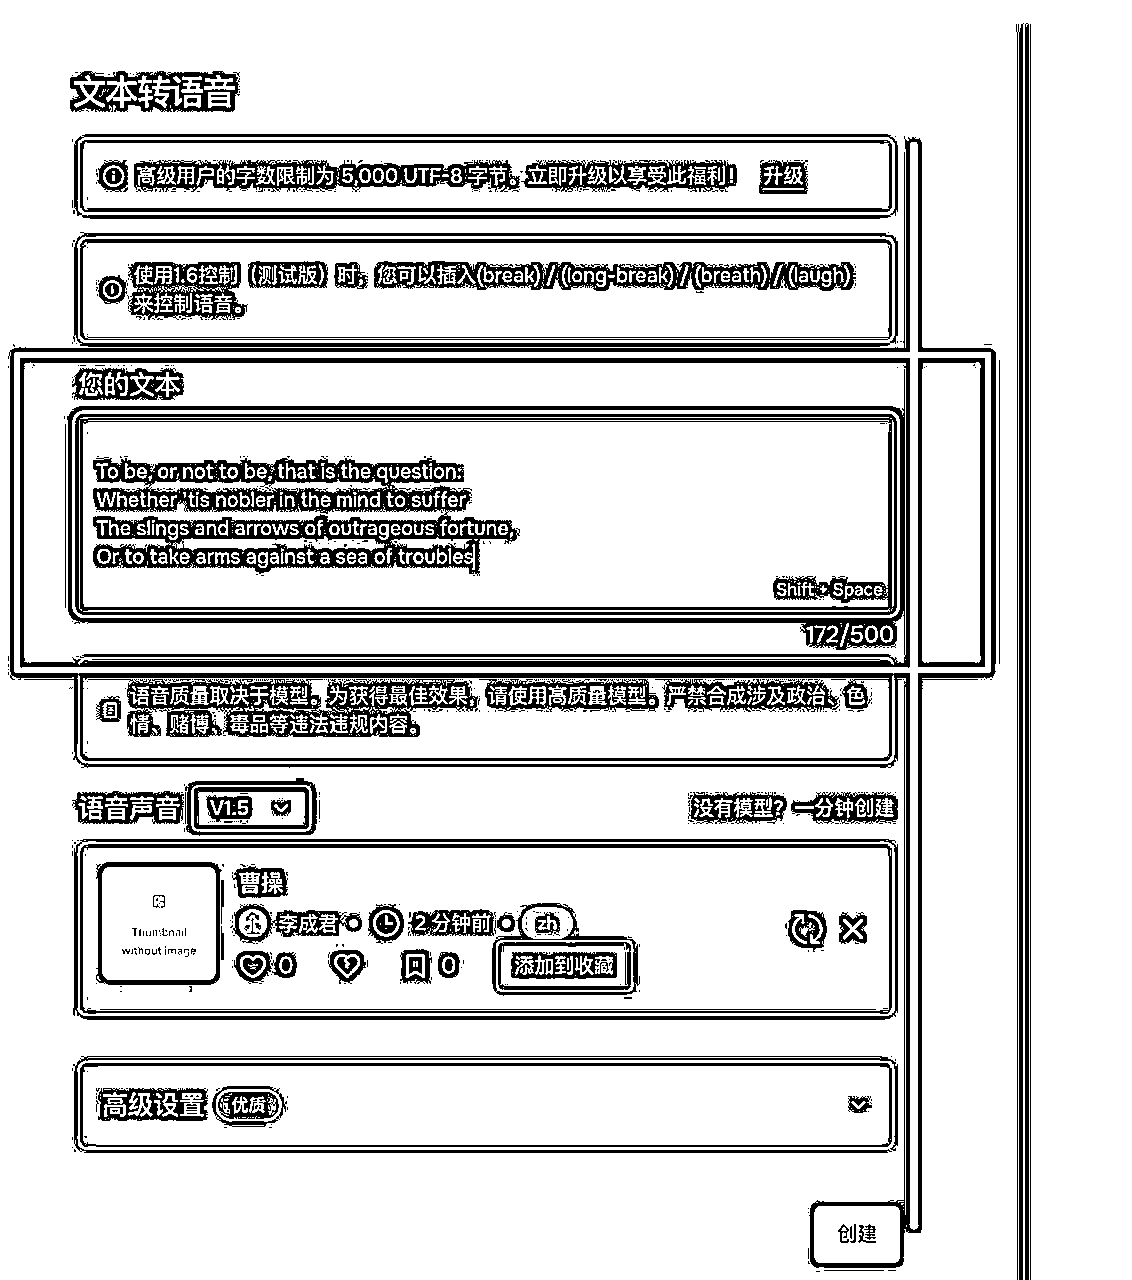 文本转语音
高级用户的字数限制为 5,000 UTF-8 字节。立即升级以享受此福利！ 升级
使用1.6控制（测试版）时，您可以插入(break) / (long-break) / (breath) / (laugh)
来控制语音。
您的文本
To be, or not to be, that is the question:
Whether 'tis nobler in the mind to suffer
The slings and arrows of outrageous fortune,
Or to take arms against a sea of troubles
Shift + Space
172/500
语音质量取决于模型。为获得最佳效果，请使用高质量模型。严禁合成涉及政治、色
情、赌博、毒品等违法违规内容。
语音声音 V1.5 没有模型？一分钟创建
Thumbnail
without image
曹操
李成君 2 分钟前 zh
0 0 添加到收藏
高级设置 优质
创建